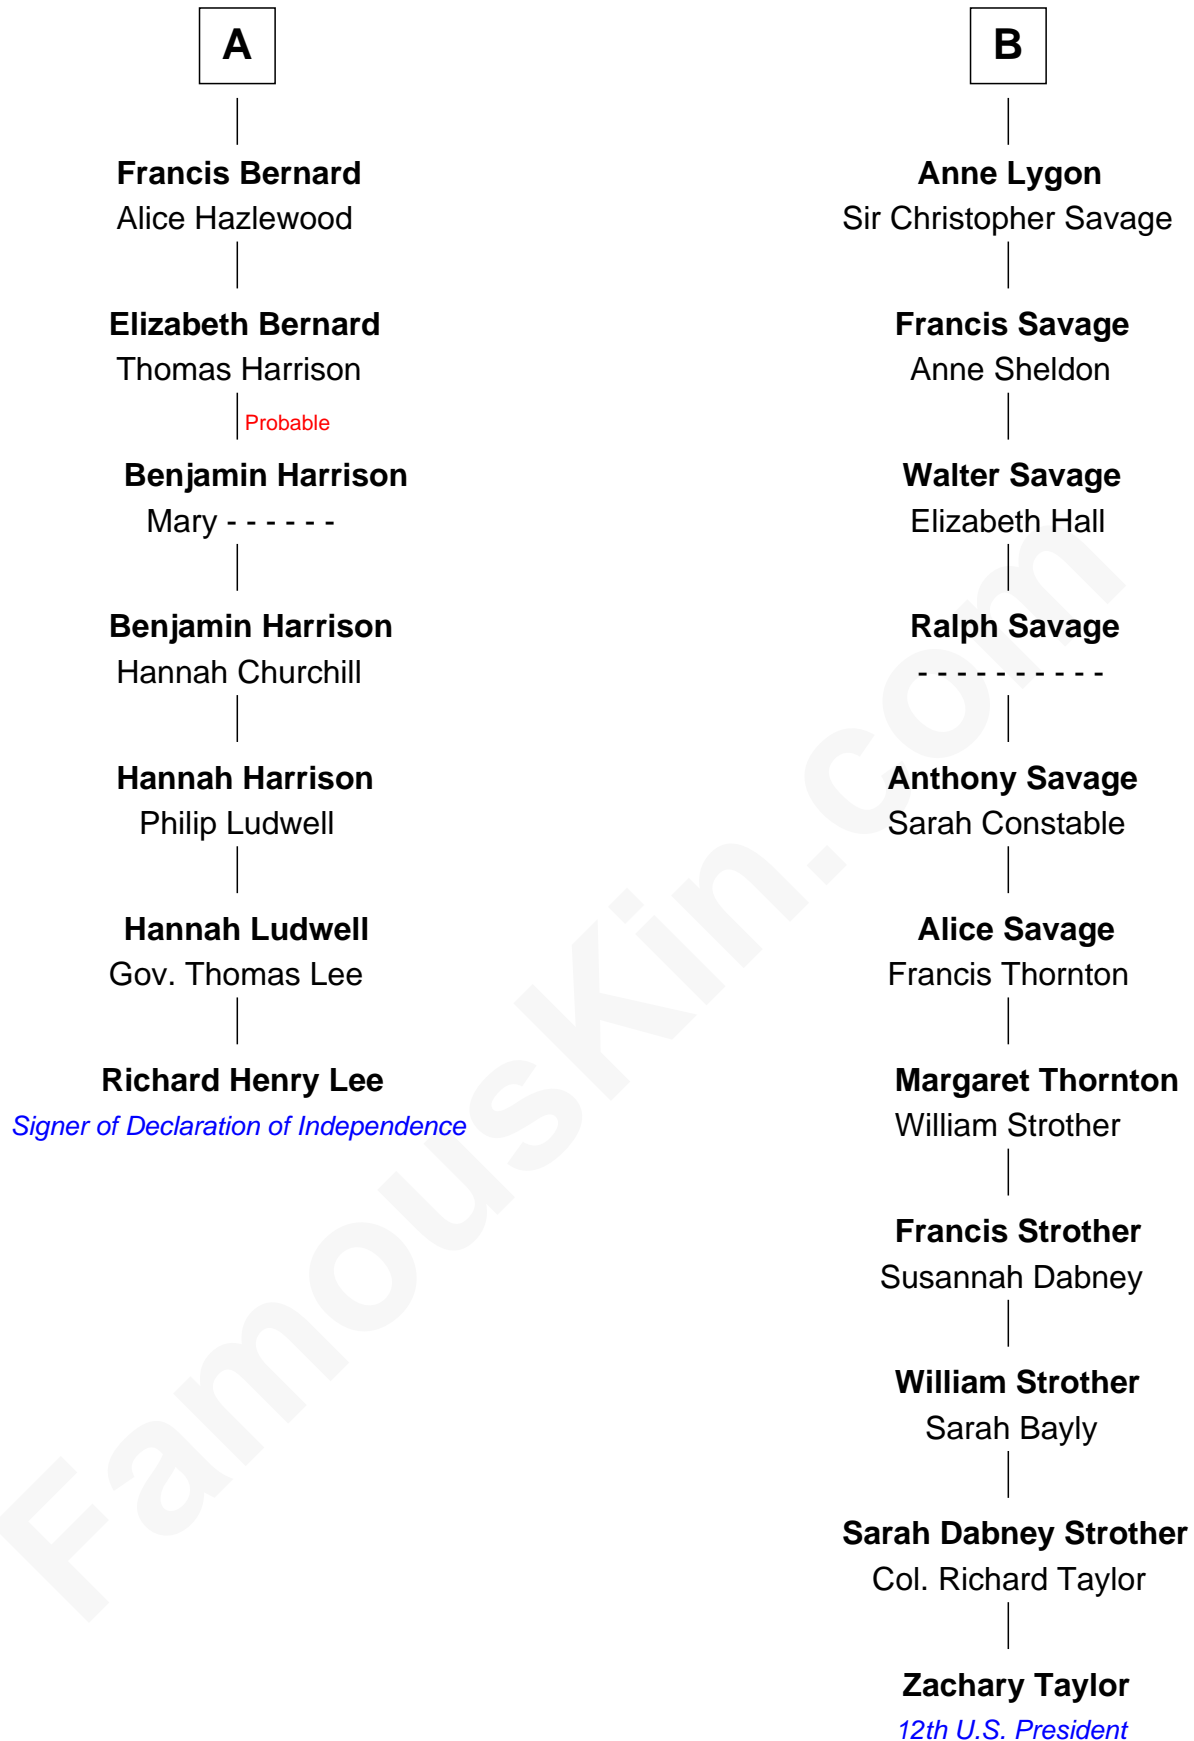 A
Francis Bernard
Alice Hazlewood
Elizabeth Bernard
Thomas Harrison
Probable
Benjamin Harrison
Mary - - - - - -
Benjamin Harrison
Hannah Churchill
Hannah Harrison
Philip Ludwell
Hannah Ludwell
Gov. Thomas Lee
Richard Henry Lee
Signer of Declaration of Independence
B
Anne Lygon
Sir Christopher Savage
Francis Savage
Anne Sheldon
Walter Savage
Elizabeth Hall
Ralph Savage
- - - - - - - - - -
Anthony Savage
Sarah Constable
Alice Savage
Francis Thornton
Margaret Thornton
William Strother
Francis Strother
Susannah Dabney
William Strother
Sarah Bayly
Sarah Dabney Strother
Col. Richard Taylor
Zachary Taylor
12th U.S. President
FamousKin.com